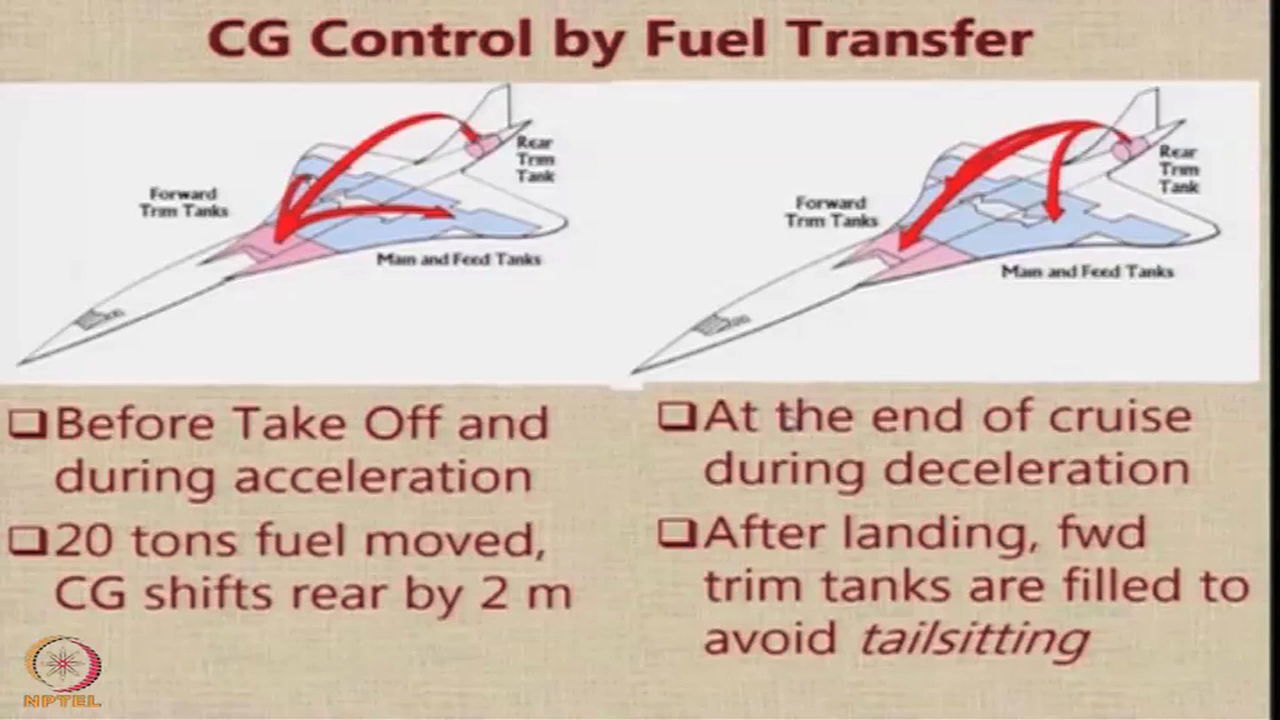 CG Control by Fuel Transfer
Rear
Trim
Tank
Forward
Trim Tanks
Main and Feed Tanks
Rear
Trim
Tank
Forward
Trim Tanks
Main and Feed Tanks
❑Before Take Off and
during acceleration
❑20 tons fuel moved,
CG shifts rear by 2 m
❑At the end of cruise
during deceleration
❑After landing, fwd
trim tanks are filled to
avoid tailsitting
NPTEL